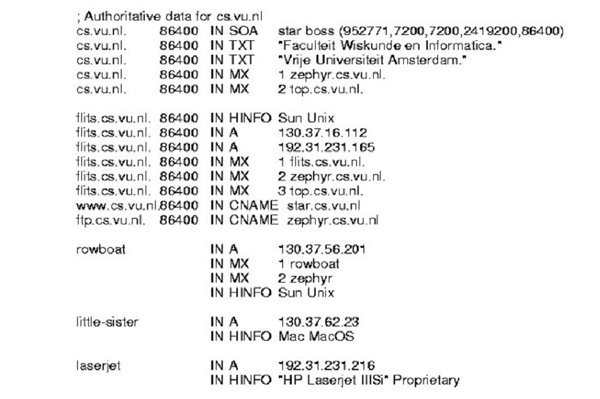 ; Authoritative data for cs.vu.nl
cs.vu.nl. 86400 IN SOA star boss (952771,7200,7200,2419200,86400)
cs.vu.nl. 86400 IN TXT "Faculteit Wiskunde en Informatica."
cs.vu.nl. 86400 IN TXT "Vrije Universiteit Amsterdam."
cs.vu.nl. 86400 IN MX 1 zephyr.cs.vu.nl.
cs.vu.nl. 86400 IN MX 2 top.cs.vu.nl.
flits.cs.vu.nl. 86400 IN HINFO Sun Unix
flits.cs.vu.nl. 86400 IN A 130.37.16.112
flits.cs.vu.nl. 86400 IN A 192.31.231.165
flits.cs.vu.nl. 86400 IN MX 1 flits.cs.vu.nl.
flits.cs.vu.nl. 86400 IN MX 2 zephyr.cs.vu.nl.
flits.cs.vu.nl. 86400 IN MX 3 top.cs.vu.nl.
www.cs.vu.nl.86400 IN CNAME star.cs.vu.nl
ftp.cs.vu.nl. 86400 IN CNAME zephyr.cs.vu.nl
rowboat IN A 130.37.56.201
IN MX 1 rowboat
IN MX 2 zephyr
IN HINFO Sun Unix
little-sister IN A 130.37.62.23
IN HINFO Mac MacOS
laserjet IN A 192.31.231.216
IN HINFO "HP Laserjet IIISi" Proprietary